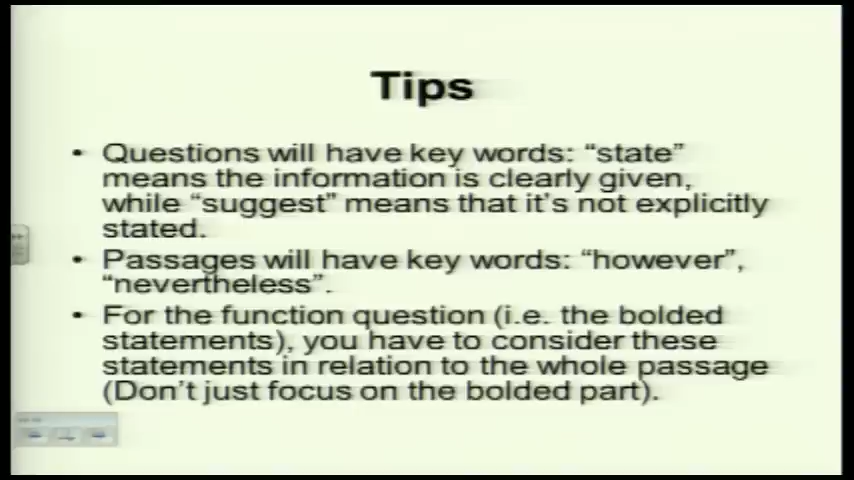 Tips
• Questions will have key words: “state”
means the information is clearly given,
while “suggest” means that it’s not explicitly
stated.
• Passages will have key words: “however”,
“nevertheless”.
• For the function question (i.e. the bolded
statements), you have to consider these
statements in relation to the whole passage
(Don’t just focus on the bolded part).